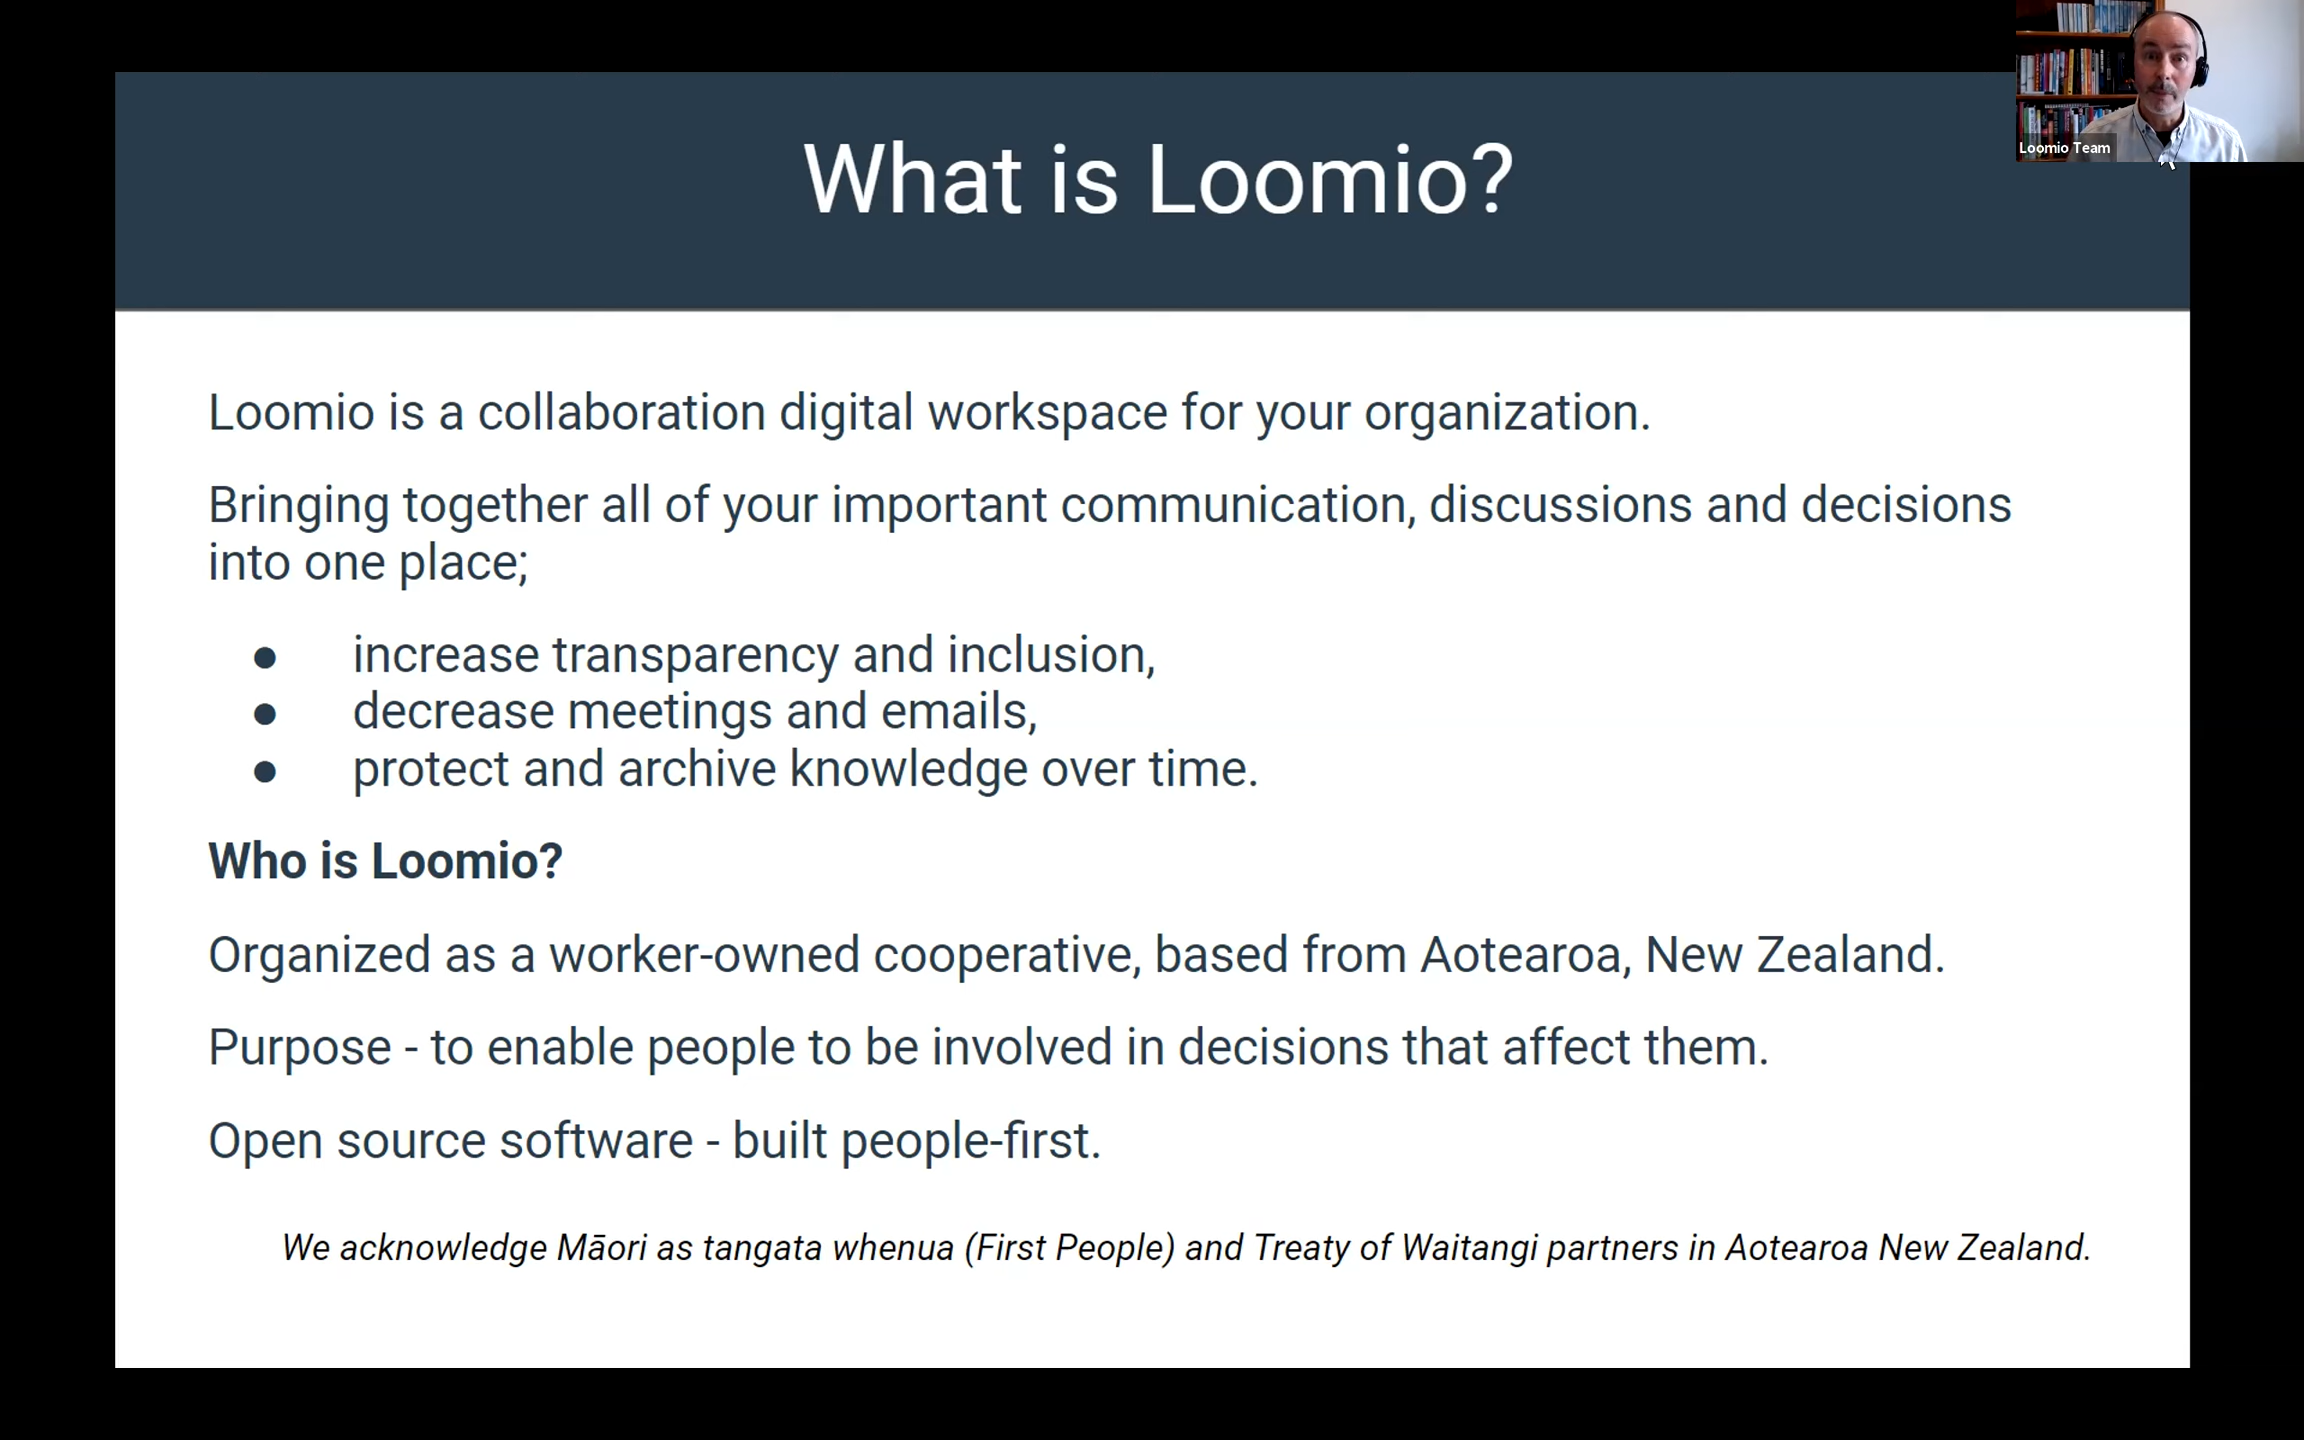 What is Loomio?
Loomio Team
Loomio is a collaboration digital workspace for your organization.
Bringing together all of your important communication, discussions and decisions
into one place;
● increase transparency and inclusion,
● decrease meetings and emails,
● protect and archive knowledge over time.
Who is Loomio?
Organized as a worker-owned cooperative, based from Aotearoa, New Zealand.
Purpose - to enable people to be involved in decisions that affect them.
Open source software - built people-first.
We acknowledge Māori as tangata whenua (First People) and Treaty of Waitangi partners in Aotearoa New Zealand.